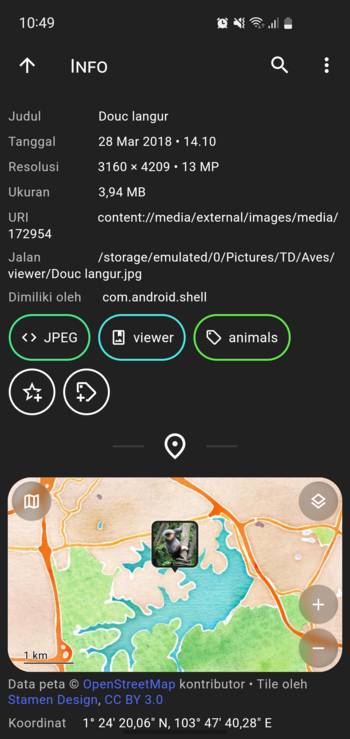 10:49
INFO
Judul Douc langur
Tanggal 28 Mar 2018 • 14.10
Resolusi 3160 × 4209 • 13 MP
Ukuran 3,94 MB
URI content://media/external/images/media/
172954
Jalan /storage/emulated/0/Pictures/TD/Aves/
viewer/Douc langur.jpg
Dimiliki oleh com.android.shell
JPEG viewer animals
1 km
Data peta © OpenStreetMap kontributor • Tile oleh
Stamen Design, CC BY 3.0
Koordinat 1° 24′ 20,06″ N, 103° 47′ 40,28″ E